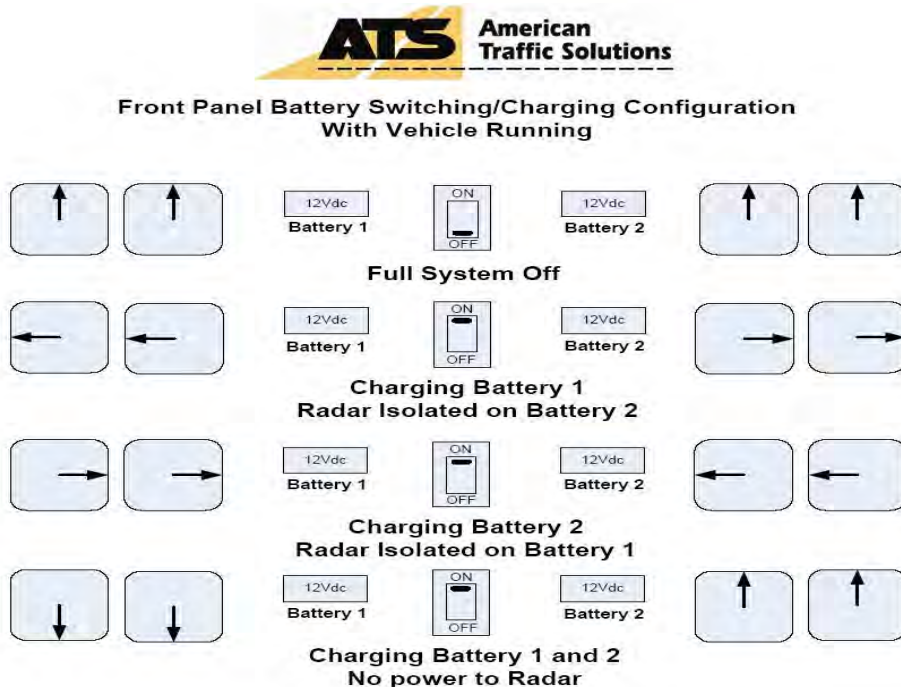 ATS American
Traffic Solutions
Front Panel Battery Switching/Charging Configuration
With Vehicle Running
ON
12Vdc 12Vdc
Battery 1 Battery 2
OFF
Full System Off
ON
12Vdc 12Vdc
Battery 1 Battery 2
OFF
Charging Battery 1
Radar Isolated on Battery 2
ON
12Vdc 12Vdc
Battery 1 Battery 2
OFF
Charging Battery 2
Radar Isolated on Battery 1
ON
12Vdc 12Vdc
Battery 1 Battery 2
OFF
Charging Battery 1 and 2
No power to Radar